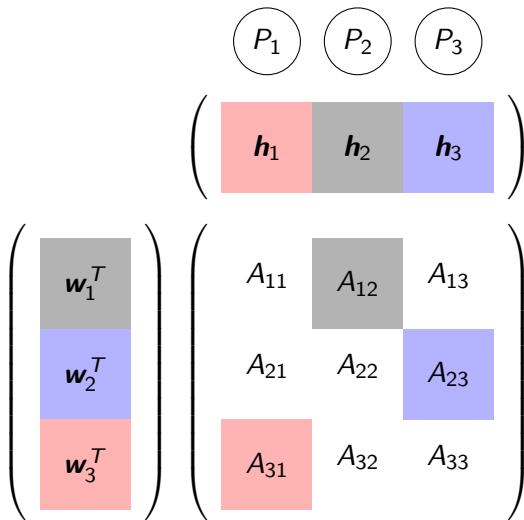 P₁ P₂ P₃
( h₁ h₂ h₃ )
w₁ᵀ A₁₁ A₁₂ A₁₃
w₂ᵀ A₂₁ A₂₂ A₂₃
w₃ᵀ A₃₁ A₃₂ A₃₃